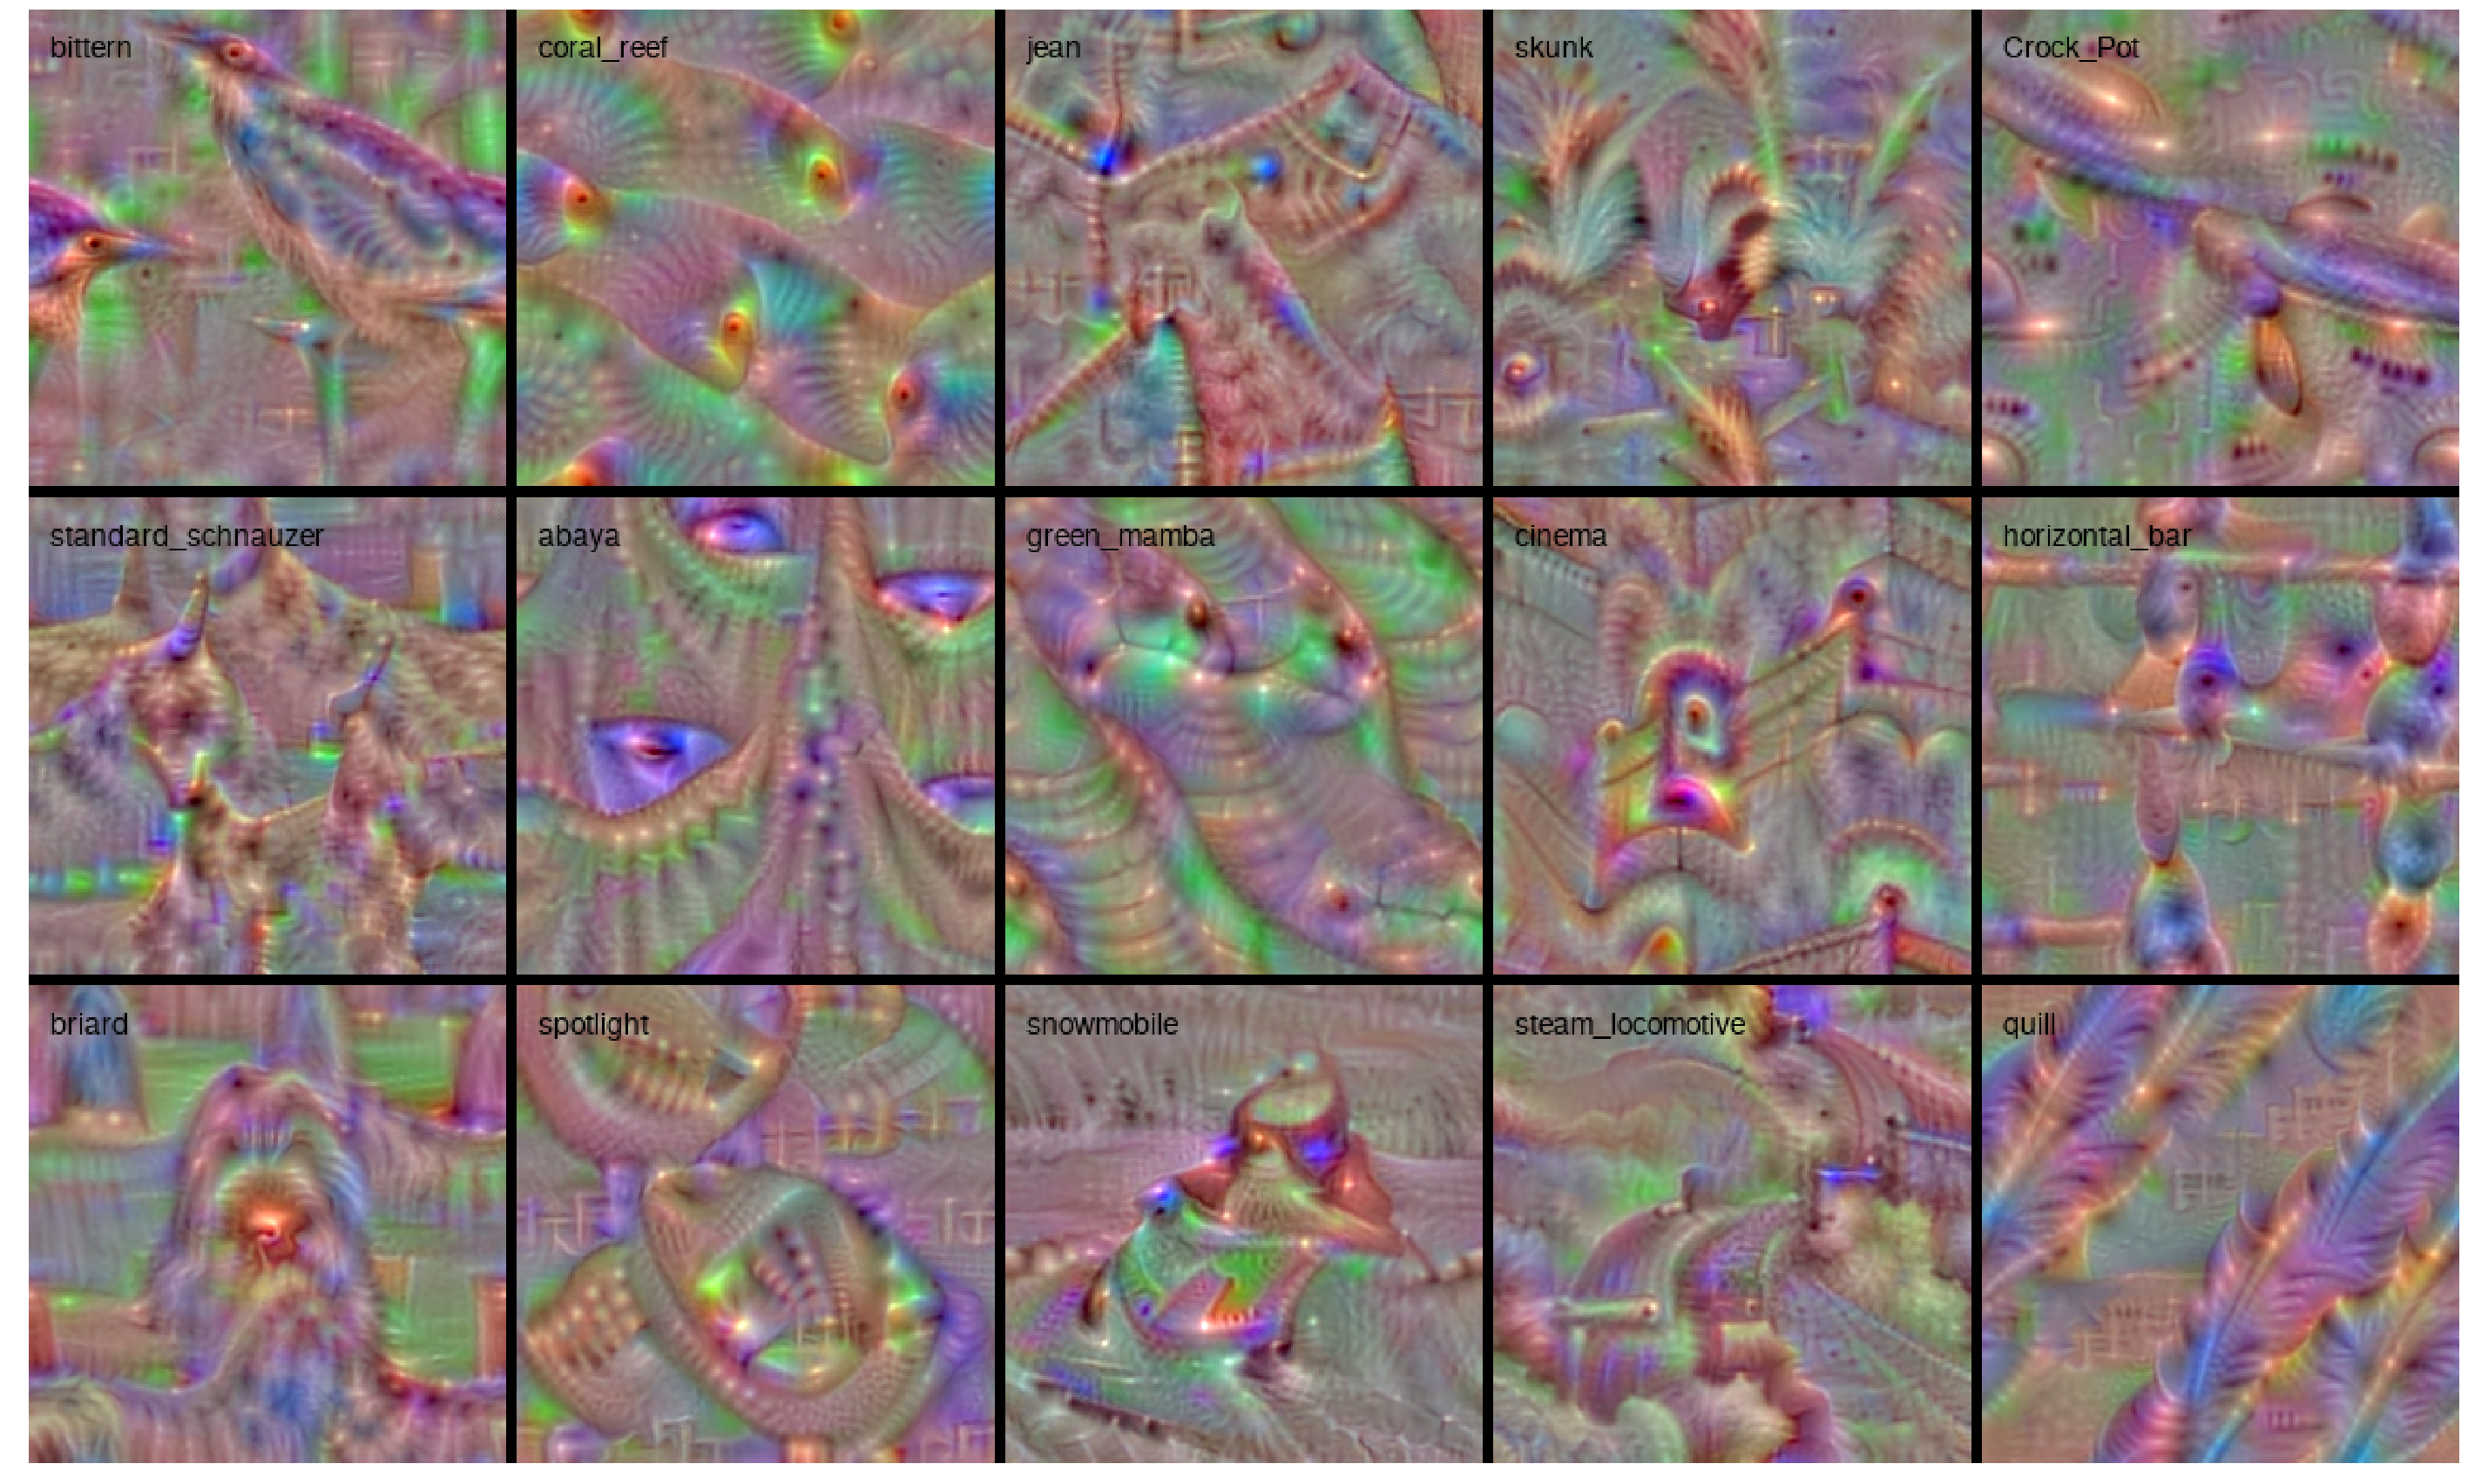 bittern
coral_reef
jean
skunk
Crock_Pot
standard_schnauzer
abaya
green_mamba
cinema
horizontal_bar
briard
spotlight
snowmobile
steam_locomotive
quill